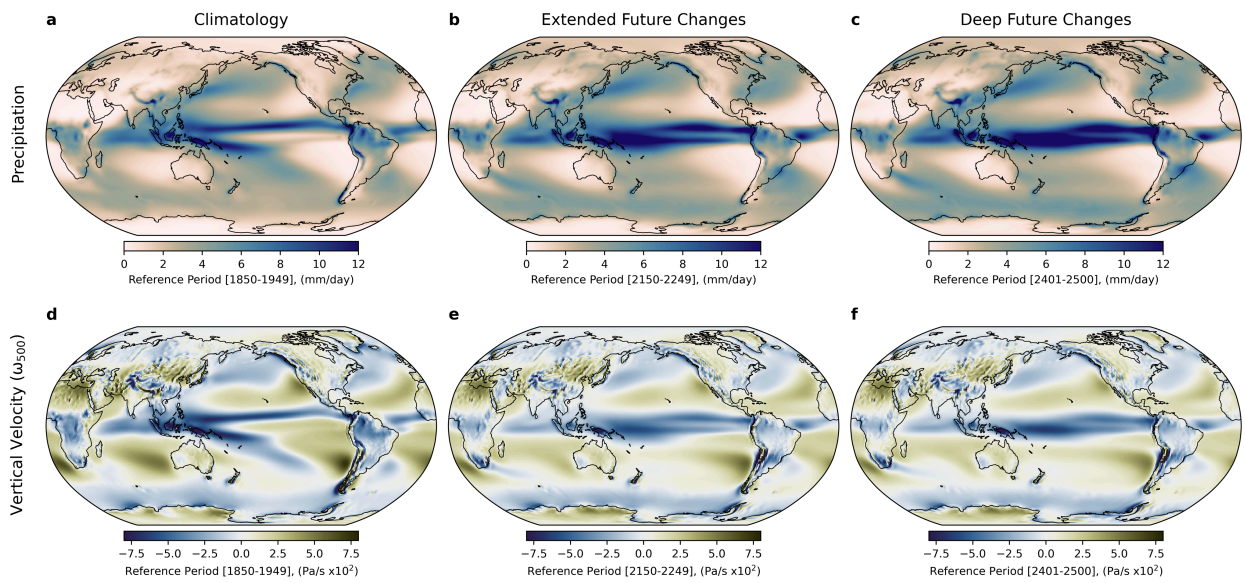 a Climatology
b Extended Future Changes
c Deep Future Changes
Precipitation
0 2 4 6 8 10 12
Reference Period [1850-1949], (mm/day)
0 2 4 6 8 10 12
Reference Period [2150-2249], (mm/day)
0 2 4 6 8 10 12
Reference Period [2401-2500], (mm/day)
d
e
f
Vertical Velocity (ω₅₀₀)
−7.5 −5.0 −2.5 0.0 2.5 5.0 7.5
Reference Period [1850-1949], (Pa/s x10²)
−7.5 −5.0 −2.5 0.0 2.5 5.0 7.5
Reference Period [2150-2249], (Pa/s x10²)
−7.5 −5.0 −2.5 0.0 2.5 5.0 7.5
Reference Period [2401-2500], (Pa/s x10²)